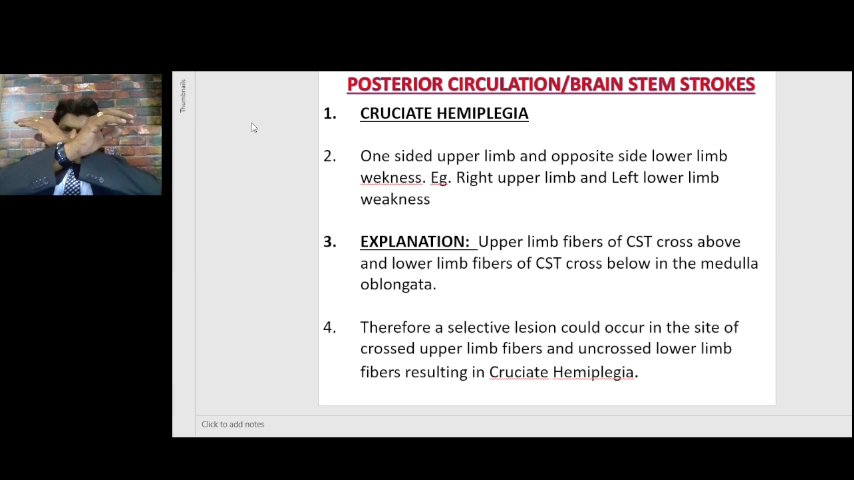 Thumbnails
POSTERIOR CIRCULATION/BRAIN STEM STROKES
1. CRUCIATE HEMIPLEGIA
2. One sided upper limb and opposite side lower limb
wekness. Eg. Right upper limb and Left lower limb
weakness
3. EXPLANATION: Upper limb fibers of CST cross above
and lower limb fibers of CST cross below in the medulla
oblongata.
4. Therefore a selective lesion could occur in the site of
crossed upper limb fibers and uncrossed lower limb
fibers resulting in Cruciate Hemiplegia.
Click to add notes